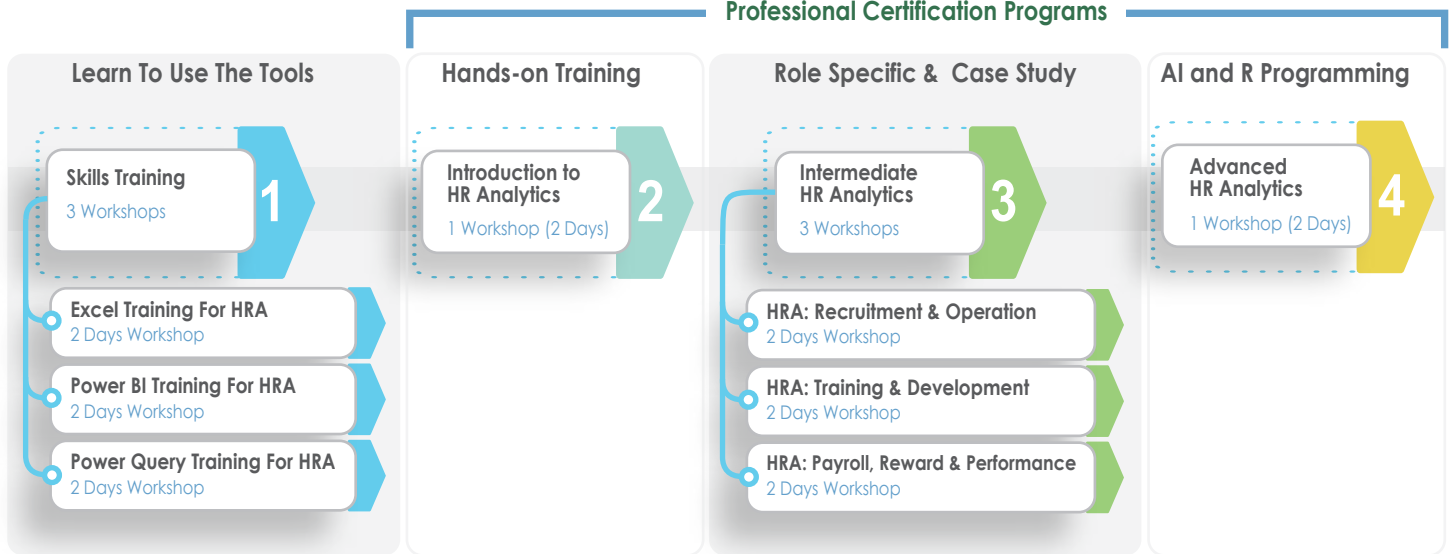 Professional Certification Programs
Learn To Use The Tools
Skills Training
3 Workshops
1
Excel Training For HRA
2 Days Workshop
Power BI Training For HRA
2 Days Workshop
Power Query Training For HRA
2 Days Workshop
Hands-on Training
Introduction to
HR Analytics
1 Workshop (2 Days)
2
Role Specific & Case Study
Intermediate
HR Analytics
3 Workshops
3
HRA: Recruitment & Operation
2 Days Workshop
HRA: Training & Development
2 Days Workshop
HRA: Payroll, Reward & Performance
2 Days Workshop
AI and R Programming
Advanced
HR Analytics
1 Workshop (2 Days)
4